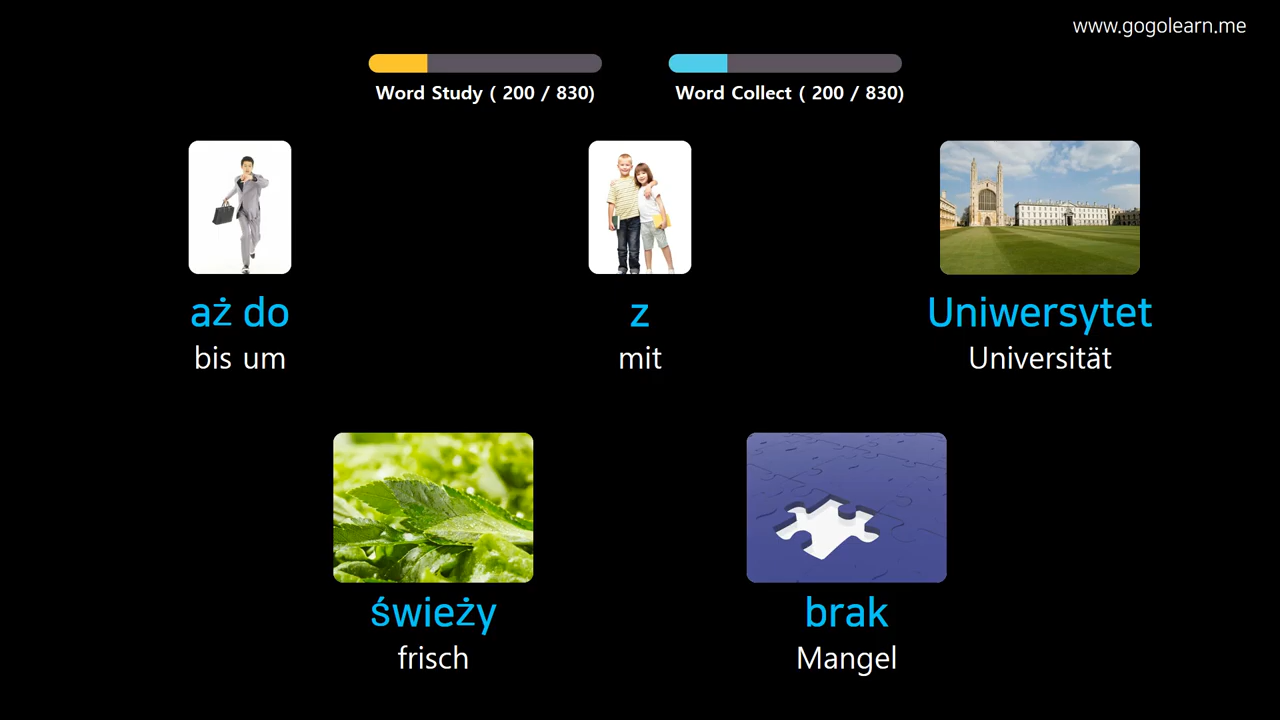 www.gogolearn.me
Word Study ( 200 / 830)
Word Collect ( 200 / 830)
aż do
bis um
z
mit
Uniwersytet
Universität
świeży
frisch
brak
Mangel